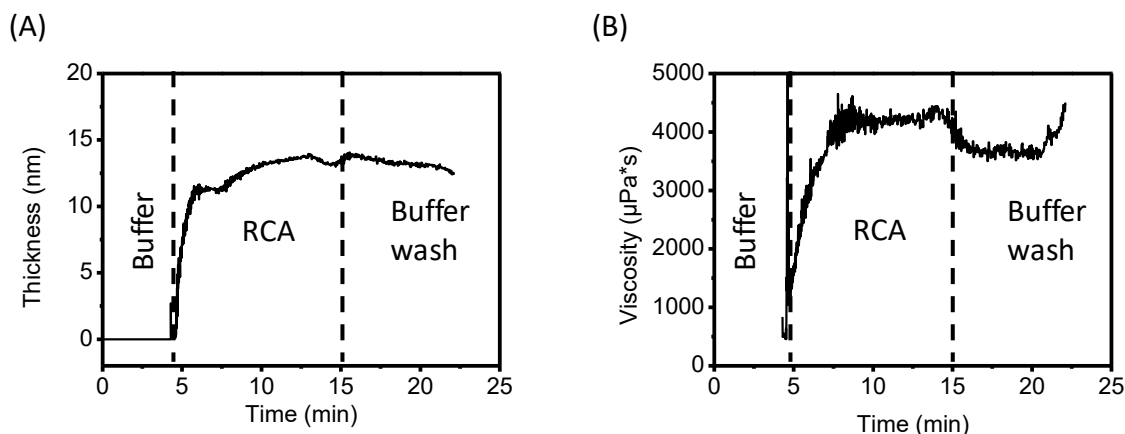 (A)
20
15
10
5
0
Thickness (nm)
Buffer
RCA
Buffer
wash
0 5 10 15 20 25
Time (min)
(B)
5000
4000
3000
4000
1000
0
Viscosity (µPa*s)
Buffer
RCA
Buffer
wash
0 5 10 15 20 25
Time (min)